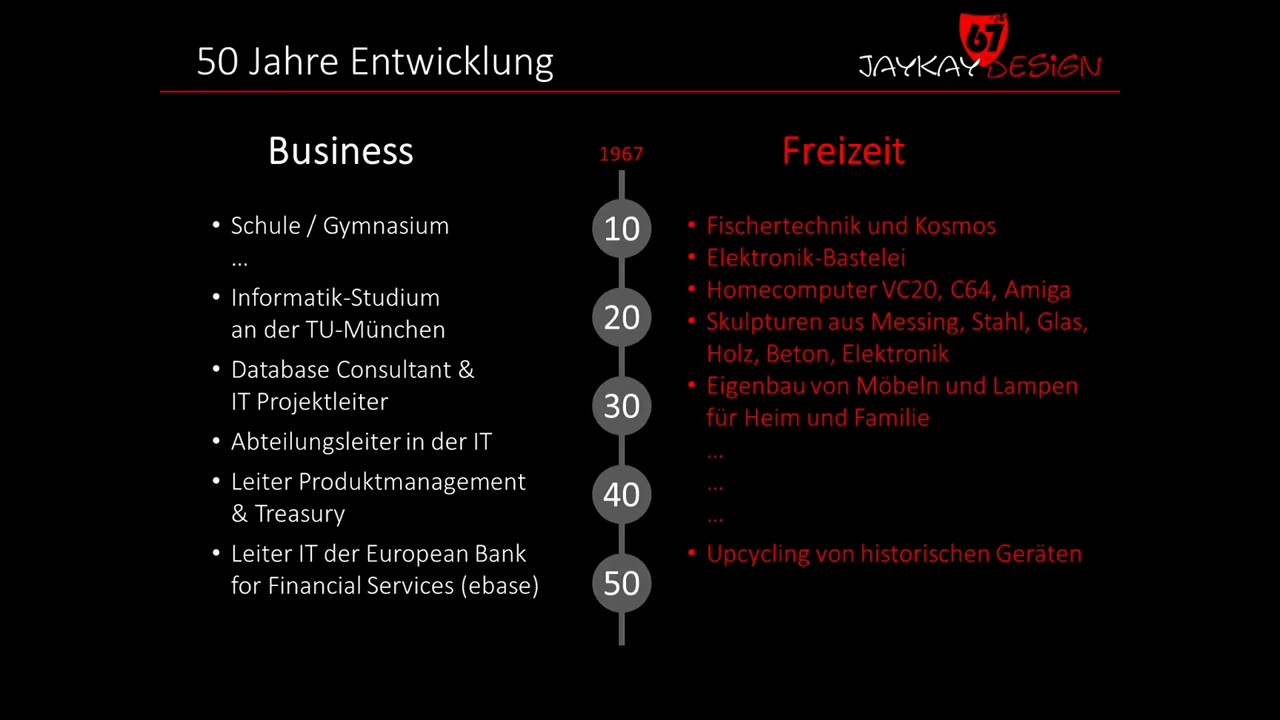 50 Jahre Entwicklung
67
JAYKAY DESIGN
Business
1967
Freizeit
• Schule / Gymnasium
...
• Informatik-Studium
an der TU-München
• Database Consultant &
IT Projektleiter
• Abteilungsleiter in der IT
• Leiter Produktmanagement
& Treasury
• Leiter IT der European Bank
for Financial Services (ebase)
10
20
30
40
50
• Fischertechnik und Kosmos
• Elektronik-Bastelei
• Homecomputer VC20, C64, Amiga
• Skulpturen aus Messing, Stahl, Glas,
Holz, Beton, Elektronik
• Eigenbau von Möbeln und Lampen
für Heim und Familie
...
...
...
• Upcycling von historischen Geräten